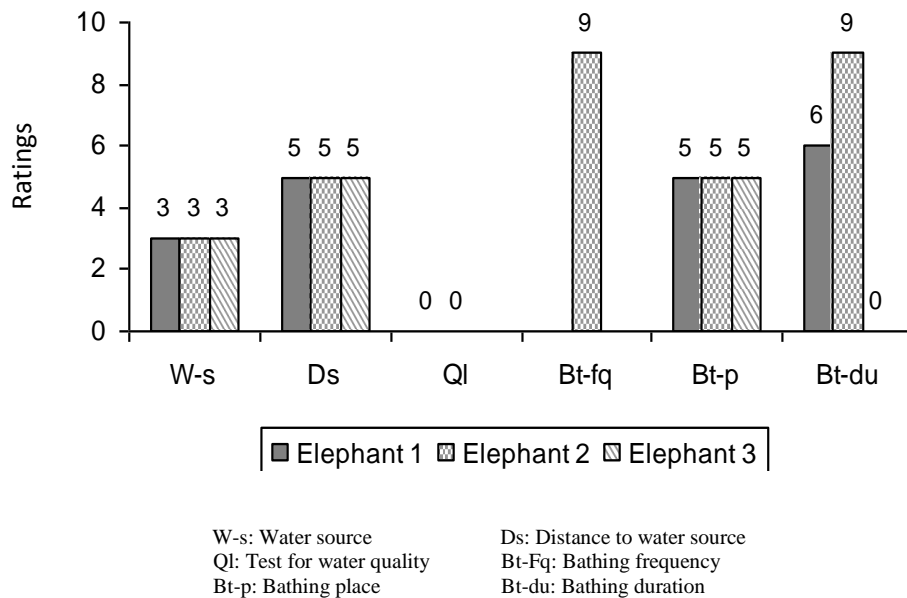 10
8
6
4
2
0
Ratings
3 3 3
5 5 5
0 0
9
5 5 5
6 9 0
W-s Ds Ql Bt-fq Bt-p Bt-du
Elephant 1 Elephant 2 Elephant 3
W-s: Water source Ds: Distance to water source
Ql: Test for water quality Bt-Fq: Bathing frequency
Bt-p: Bathing place Bt-du: Bathing duration